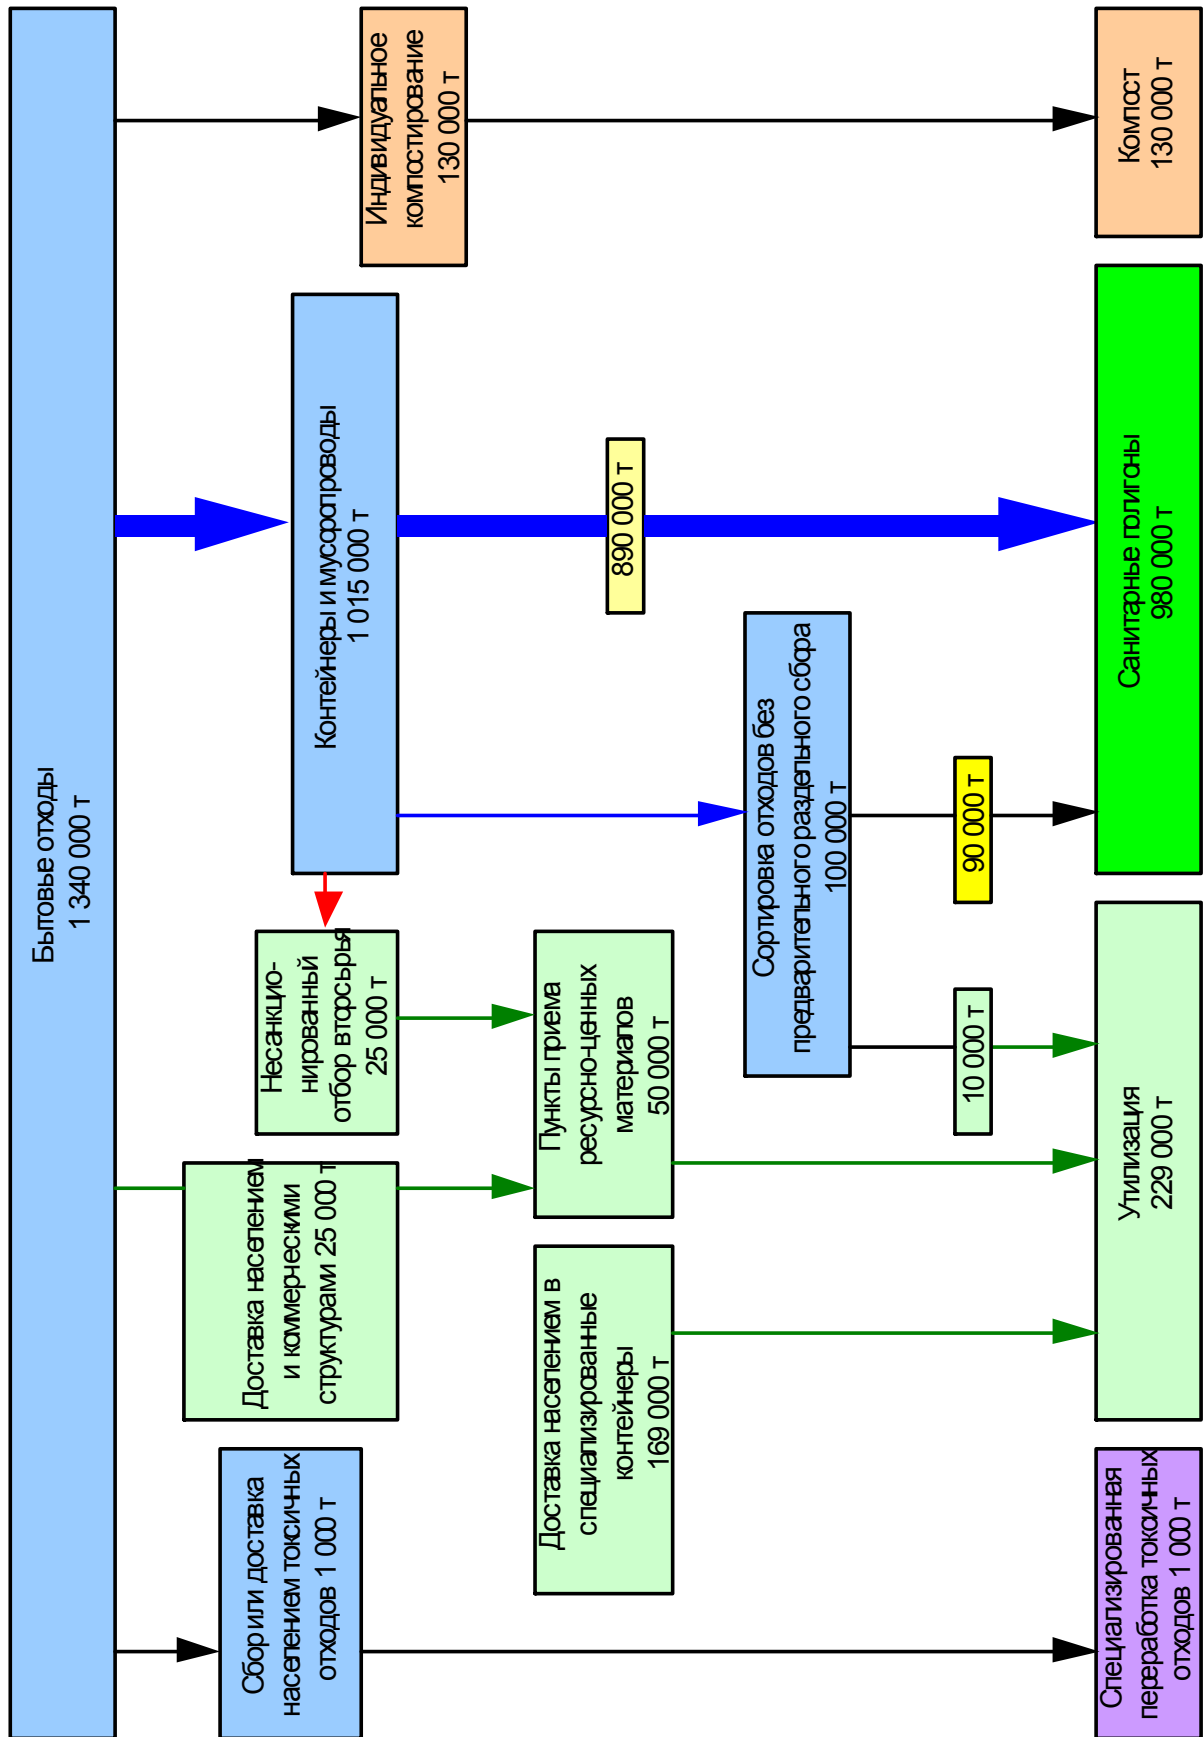 Бытовые отходы
1 340 000 т
Сбор или доставка
населением токсичных
отходов 1 000 т
Доставка населением
и коммерческими
структурами 25 000 т
Несанкцио-
нированный
отбор вторсырья
25 000 т
Контейнеры и мусоропроводы
1 015 000 т
Индивидуальное
компостирование
130 000 т
Доставка населением в
специализированные
контейнеры
169 000 т
Пункты приема
ресурсно-ценных
материалов
50 000 т
890 000 т
Сортировка отходов без
предварительного раздельного сбора
100 000 т
10 000 т
90 000 т
Специализированная
переработка токсичных
отходов 1 000 т
Утилизация
229 000 т
Санитарные полигоны
980 000 т
Компост
130 000 т